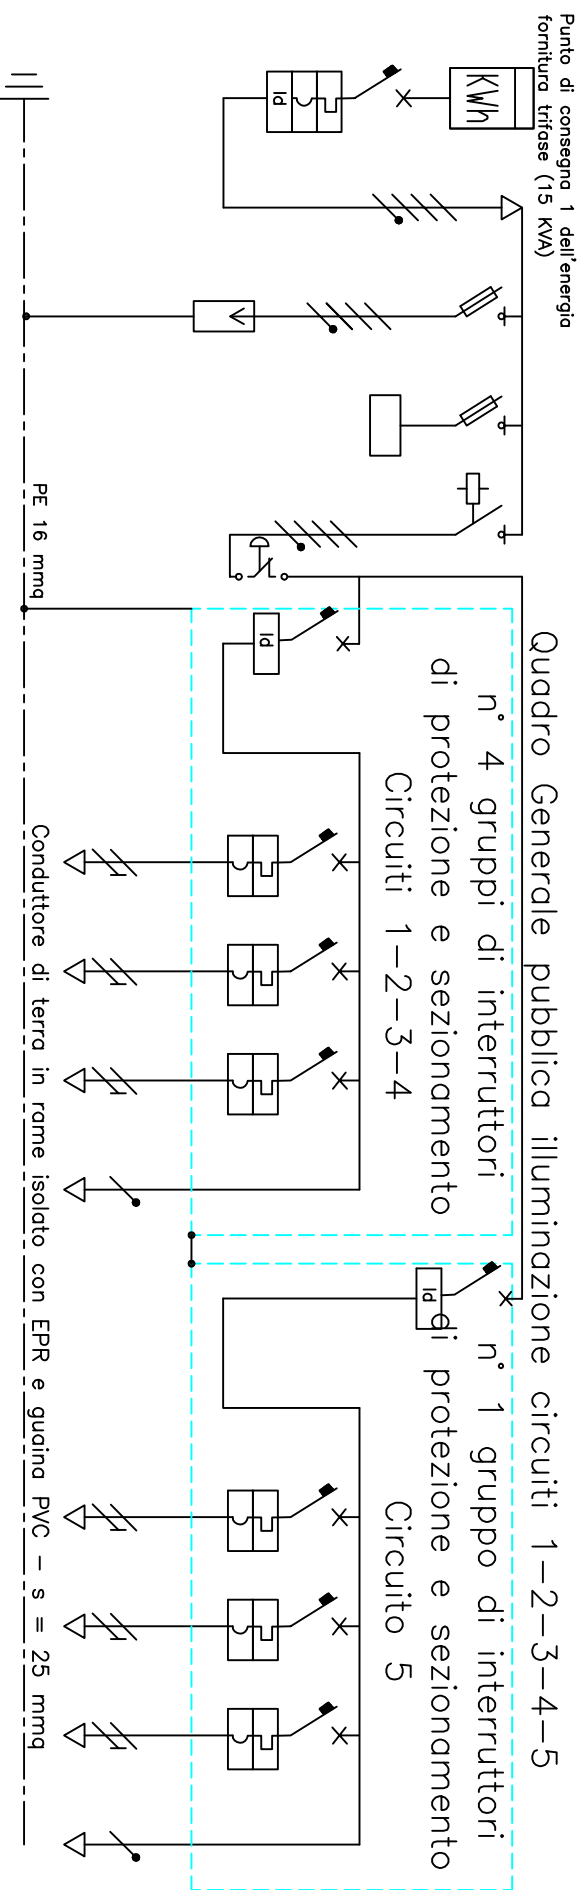 Punto di consegna 1 dell'energia
fornitura trifase (15 KVA)
KWh
Id
PE 16 mmq
Quadro Generale pubblica illuminazione circuiti 1-2-3-4-5
n° 4 gruppi di interruttori
di protezione e sezionamento
Circuiti 1-2-3-4
Id
n° 1 gruppo di interruttori
di protezione e sezionamento
Circuito 5
Id
Conduttore di terra in rame isolato con EPR e guaina PVC - s = 25 mmq